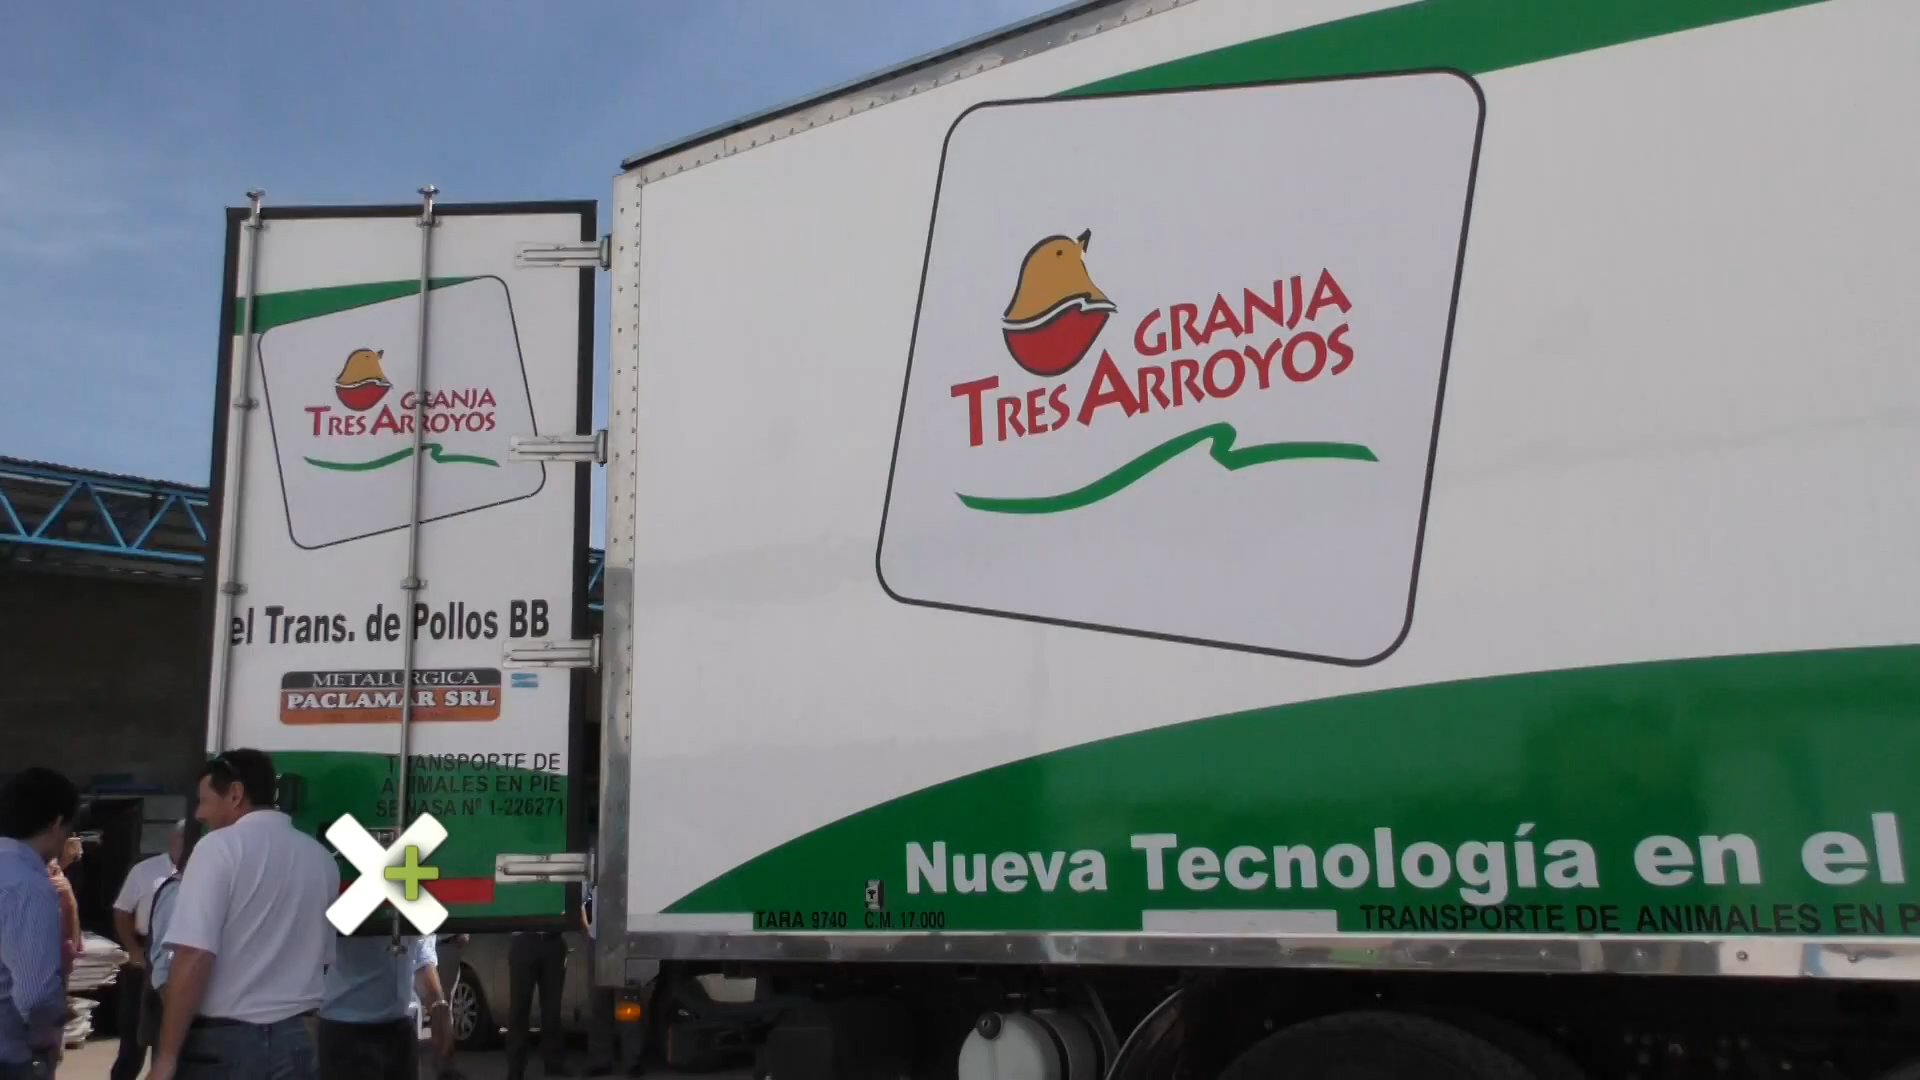 GRANJA
TRES ARROYOS
el Trans. de Pollos BB
METALURGICA
PACLAMAR SRL
TRANSPORTE DE
ANIMALES EN PIE
SENASA Nº 1-226271
GRANJA
TRES ARROYOS
Nueva Tecnología en el
TARA 9740 C.M. 17.000
TRANSPORTE DE ANIMALES EN P